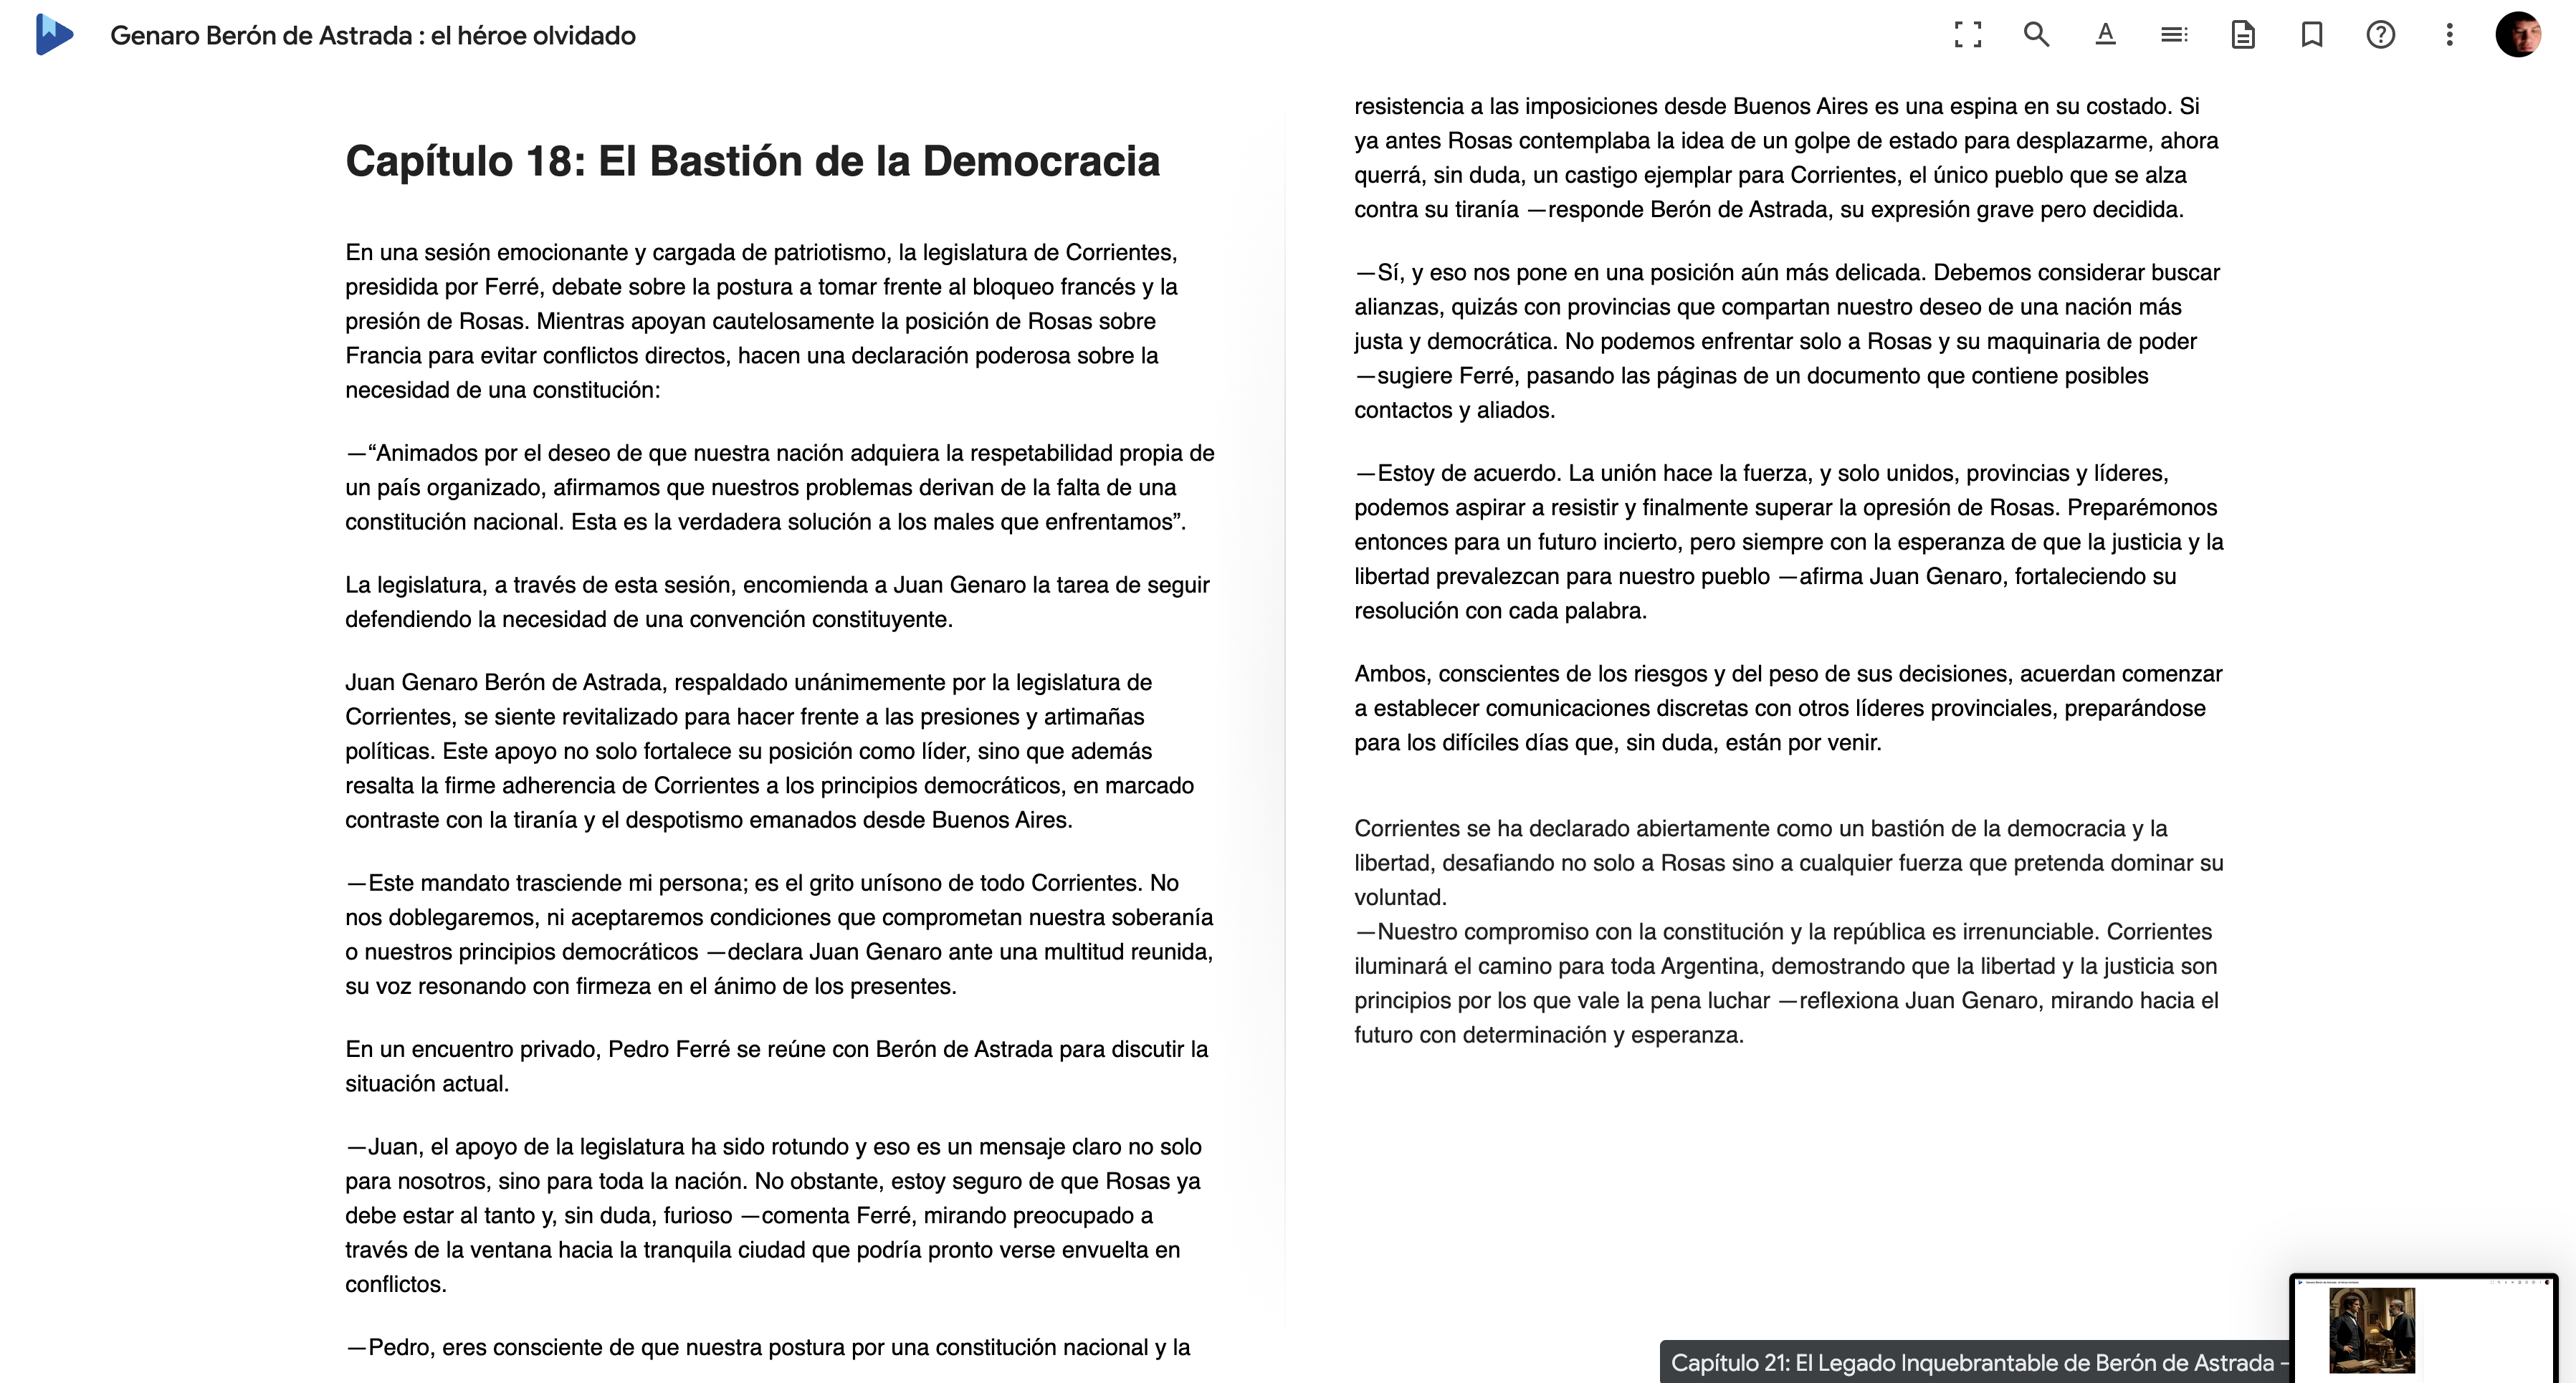 Genaro Berón de Astrada : el héroe olvidado
Capítulo 18: El Bastión de la Democracia
En una sesión emocionante y cargada de patriotismo, la legislatura de Corrientes,
presidida por Ferré, debate sobre la postura a tomar frente al bloqueo francés y la
presión de Rosas. Mientras apoyan cautelosamente la posición de Rosas sobre
Francia para evitar conflictos directos, hacen una declaración poderosa sobre la
necesidad de una constitución:
—“Animados por el deseo de que nuestra nación adquiera la respetabilidad propia de
un país organizado, afirmamos que nuestros problemas derivan de la falta de una
constitución nacional. Esta es la verdadera solución a los males que enfrentamos”.
La legislatura, a través de esta sesión, encomienda a Juan Genaro la tarea de seguir
defendiendo la necesidad de una convención constituyente.
Juan Genaro Berón de Astrada, respaldado unánimemente por la legislatura de
Corrientes, se siente revitalizado para hacer frente a las presiones y artimañas
políticas. Este apoyo no solo fortalece su posición como líder, sino que además
resalta la firme adherencia de Corrientes a los principios democráticos, en marcado
contraste con la tiranía y el despotismo emanados desde Buenos Aires.
—Este mandato trasciende mi persona; es el grito unísono de todo Corrientes. No
nos doblegaremos, ni aceptaremos condiciones que comprometan nuestra soberanía
o nuestros principios democráticos —declara Juan Genaro ante una multitud reunida,
su voz resonando con firmeza en el ánimo de los presentes.
En un encuentro privado, Pedro Ferré se reúne con Berón de Astrada para discutir la
situación actual.
—Juan, el apoyo de la legislatura ha sido rotundo y eso es un mensaje claro no solo
para nosotros, sino para toda la nación. No obstante, estoy seguro de que Rosas ya
debe estar al tanto y, sin duda, furioso —comenta Ferré, mirando preocupado a
través de la ventana hacia la tranquila ciudad que podría pronto verse envuelta en
conflictos.
—Pedro, eres consciente de que nuestra postura por una constitución nacional y la
resistencia a las imposiciones desde Buenos Aires es una espina en su costado. Si
ya antes Rosas contemplaba la idea de un golpe de estado para desplazarme, ahora
querrá, sin duda, un castigo ejemplar para Corrientes, el único pueblo que se alza
contra su tiranía —responde Berón de Astrada, su expresión grave pero decidida.
—Sí, y eso nos pone en una posición aún más delicada. Debemos considerar buscar
alianzas, quizás con provincias que compartan nuestro deseo de una nación más
justa y democrática. No podemos enfrentar solo a Rosas y su maquinaria de poder
—sugiere Ferré, pasando las páginas de un documento que contiene posibles
contactos y aliados.
—Estoy de acuerdo. La unión hace la fuerza, y solo unidos, provincias y líderes,
podemos aspirar a resistir y finalmente superar la opresión de Rosas. Preparémonos
entonces para un futuro incierto, pero siempre con la esperanza de que la justicia y la
libertad prevalezcan para nuestro pueblo —afirma Juan Genaro, fortaleciendo su
resolución con cada palabra.
Ambos, conscientes de los riesgos y del peso de sus decisiones, acuerdan comenzar
a establecer comunicaciones discretas con otros líderes provinciales, preparándose
para los difíciles días que, sin duda, están por venir.
Corrientes se ha declarado abiertamente como un bastión de la democracia y la
libertad, desafiando no solo a Rosas sino a cualquier fuerza que pretenda dominar su
voluntad.
—Nuestro compromiso con la constitución y la república es irrenunciable. Corrientes
iluminará el camino para toda Argentina, demostrando que la libertad y la justicia son
principios por los que vale la pena luchar —reflexiona Juan Genaro, mirando hacia el
futuro con determinación y esperanza.
Capítulo 21: El Legado Inquebrantable de Berón de Astrada -